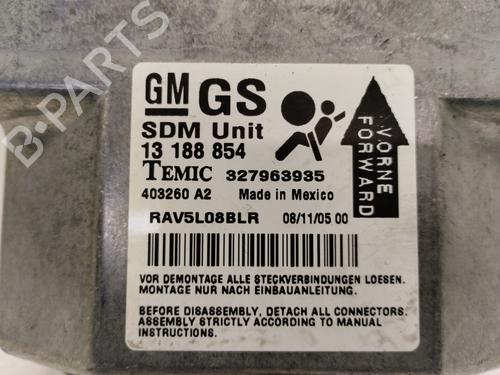 GM GS
SDM Unit
13 188 854
TEMIC 327963935
403260 A2 Made in Mexico
RAV5L08BLR 08/11/05 00
VORNE
FORWARD
VOR DEMONTAGE ALLE STECKVERBINDUNGEN LOESEN.
MONTAGE NUR NACH EINBAUANLEITUNG.
BEFORE DISASSEMBLY, DETACH ALL CONNECTORS.
ASSEMBLY STRICTLY ACCORDING TO MANUAL
INSTRUCTIONS.
B-PARTS